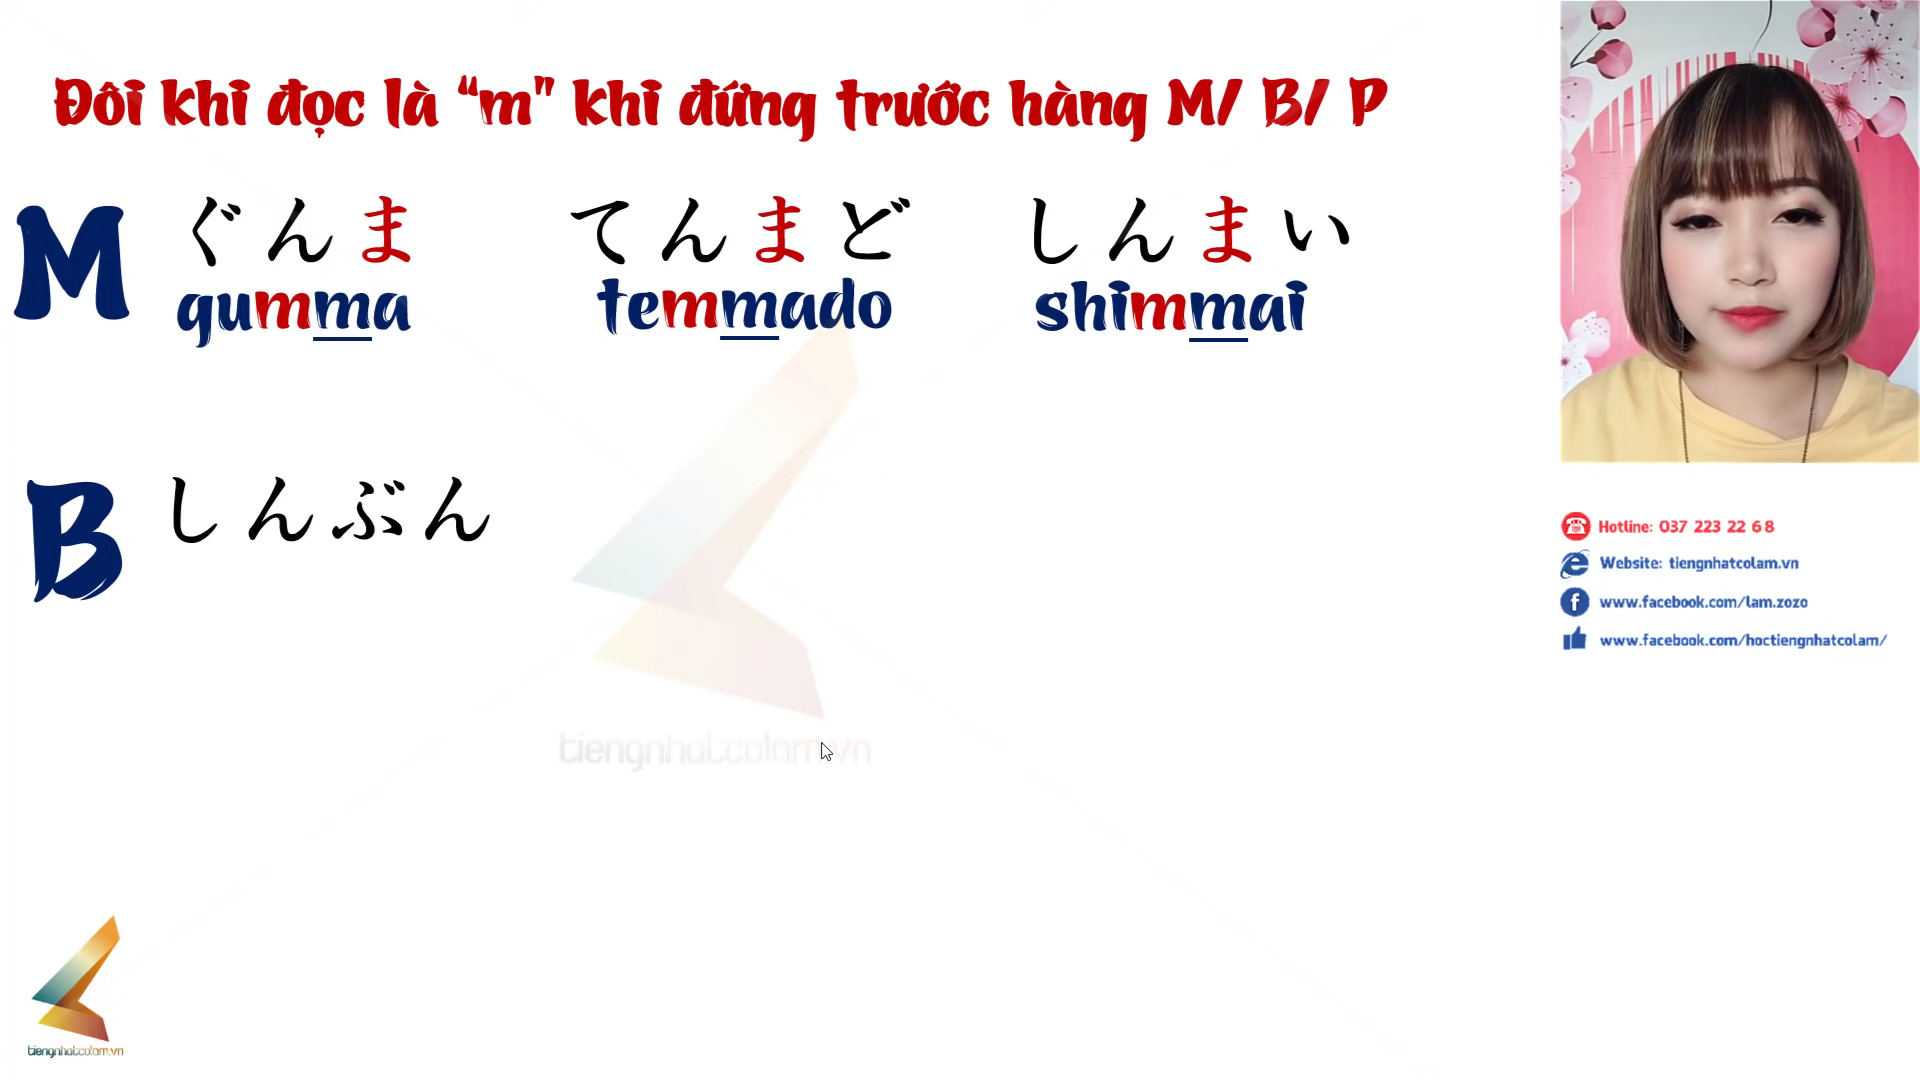 Đôi khi đọc là “m” khi đứng trước hàng M/ B/ P
M
ぐんま
てんまど
しんまい
gumma
temmado
shimmai
B
しんぶん
Hotline: 037 223 22 68
Website: tiengnhatcolam.vn
www.facebook.com/lam.zozo
www.facebook.com/hoctiengnhatcolam/
tiengnhatcolam.vn
tiengnhatcolam.vn